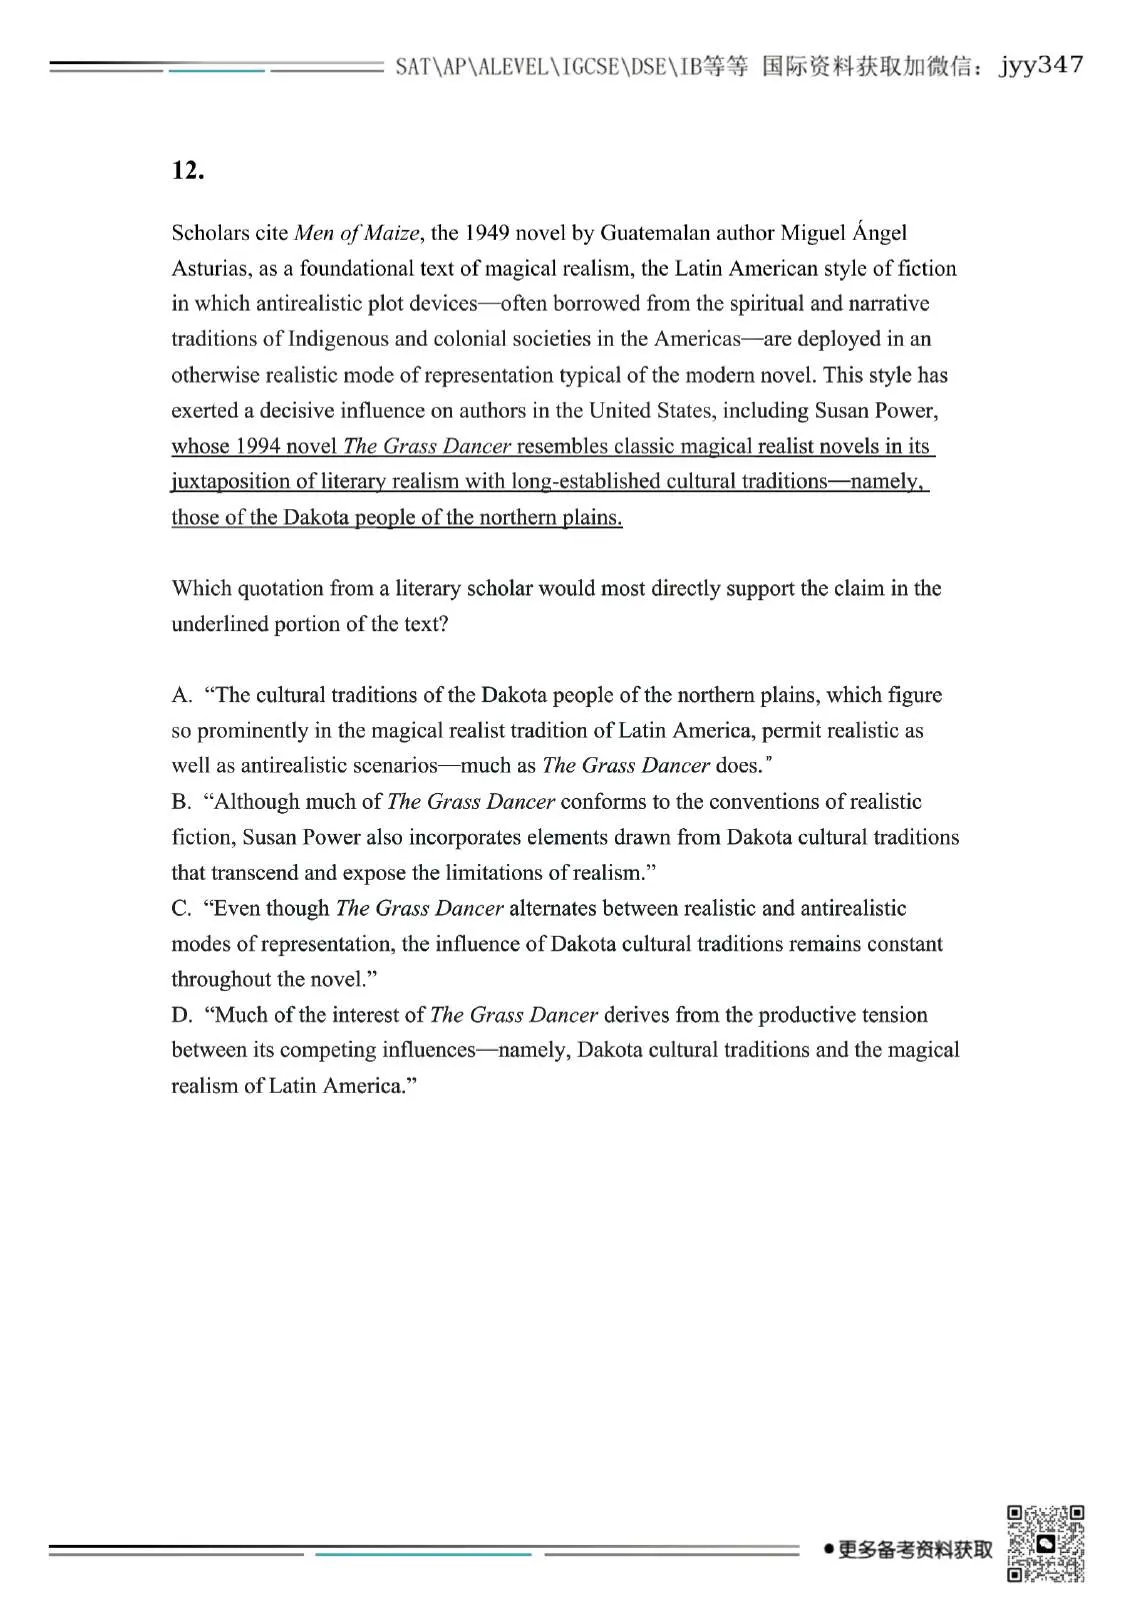 SAT\AP\ALEVEL\IGCSE\DSE\IB等等 国际资料获取加微信： jyy347
12.
Scholars cite Men of Maize, the 1949 novel by Guatemalan author Miguel Ángel
Asturias, as a foundational text of magical realism, the Latin American style of fiction
in which antirealistic plot devices—often borrowed from the spiritual and narrative
traditions of Indigenous and colonial societies in the Americas—are deployed in an
otherwise realistic mode of representation typical of the modern novel. This style has
exerted a decisive influence on authors in the United States, including Susan Power,
whose 1994 novel The Grass Dancer resembles classic magical realist novels in its
juxtaposition of literary realism with long-established cultural traditions—namely,
those of the Dakota people of the northern plains.
Which quotation from a literary scholar would most directly support the claim in the
underlined portion of the text?
A. “The cultural traditions of the Dakota people of the northern plains, which figure
so prominently in the magical realist tradition of Latin America, permit realistic as
well as antirealistic scenarios—much as The Grass Dancer does.”
B. “Although much of The Grass Dancer conforms to the conventions of realistic
fiction, Susan Power also incorporates elements drawn from Dakota cultural traditions
that transcend and expose the limitations of realism.”
C. “Even though The Grass Dancer alternates between realistic and antirealistic
modes of representation, the influence of Dakota cultural traditions remains constant
throughout the novel.”
D. “Much of the interest of The Grass Dancer derives from the productive tension
between its competing influences—namely, Dakota cultural traditions and the magical
realism of Latin America.”
●更多备考资料获取